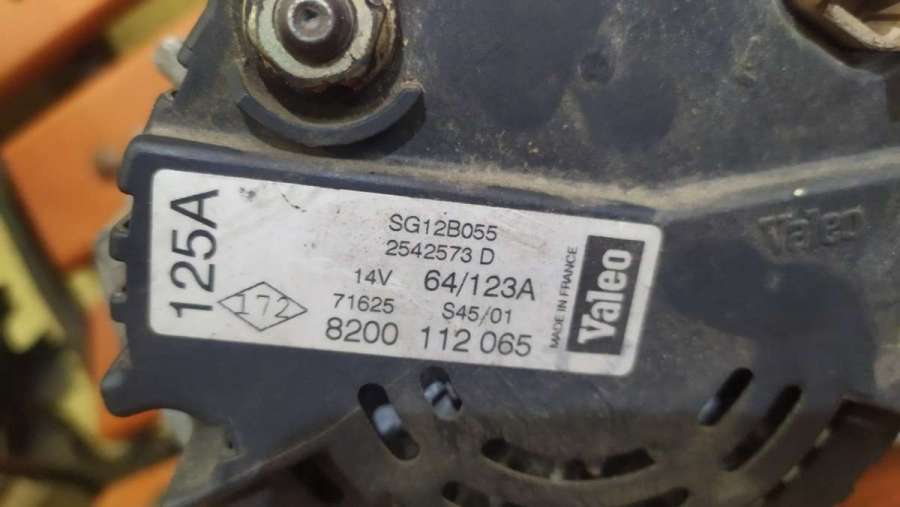 125A
SG12B055
2542573 D
14V 64/123A
172 71625 S45/01
8200 112 065
MADE IN FRANCE
Valeo
Valeo